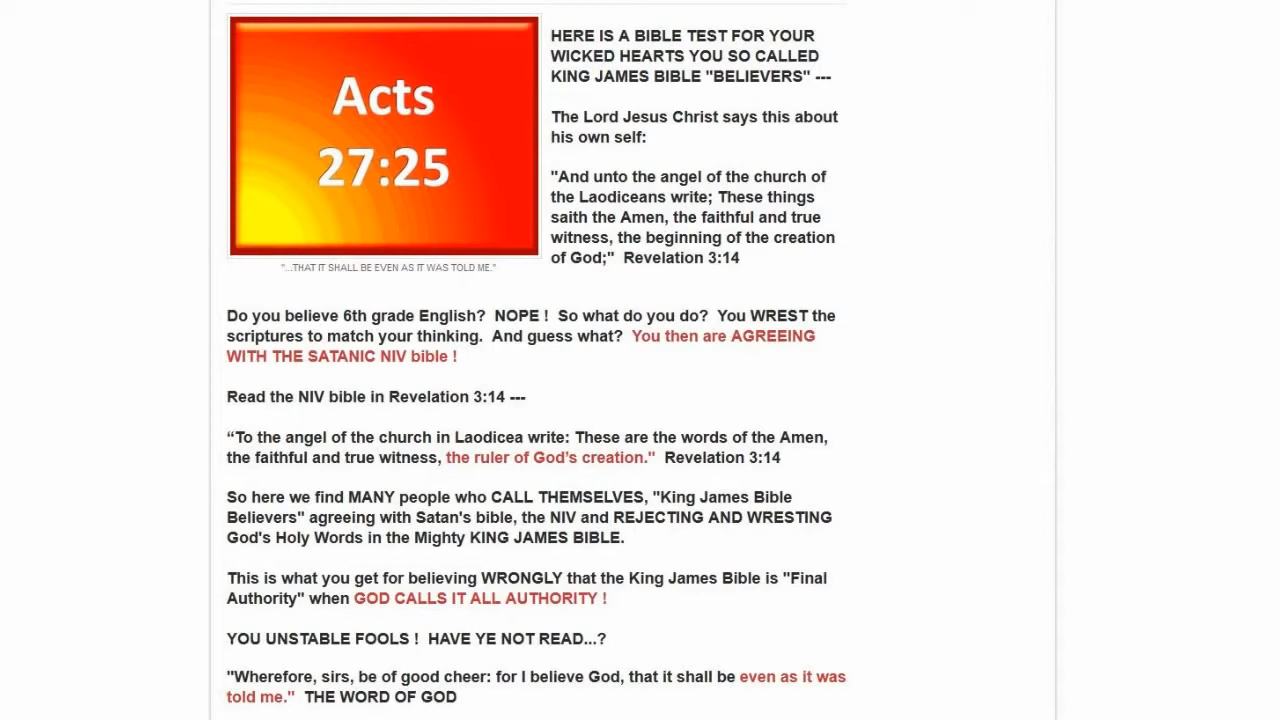 Acts
27:25
"...THAT IT SHALL BE EVEN AS IT WAS TOLD ME."
HERE IS A BIBLE TEST FOR YOUR
WICKED HEARTS YOU SO CALLED
KING JAMES BIBLE "BELIEVERS" ---
The Lord Jesus Christ says this about
his own self:
"And unto the angel of the church of
the Laodiceans write; These things
saith the Amen, the faithful and true
witness, the beginning of the creation
of God;"  Revelation 3:14
Do you believe 6th grade English?  NOPE !  So what do you do?  You WREST the
scriptures to match your thinking.  And guess what?  You then are AGREEING
WITH THE SATANIC NIV bible !
Read the NIV bible in Revelation 3:14 ---
“To the angel of the church in Laodicea write: These are the words of the Amen,
the faithful and true witness, the ruler of God’s creation."  Revelation 3:14
So here we find MANY people who CALL THEMSELVES, "King James Bible
Believers" agreeing with Satan's bible, the NIV and REJECTING AND WRESTING
God's Holy Words in the Mighty KING JAMES BIBLE.
This is what you get for believing WRONGLY that the King James Bible is "Final
Authority" when GOD CALLS IT ALL AUTHORITY !
YOU UNSTABLE FOOLS !  HAVE YE NOT READ...?
"Wherefore, sirs, be of good cheer: for I believe God, that it shall be even as it was
told me."  THE WORD OF GOD